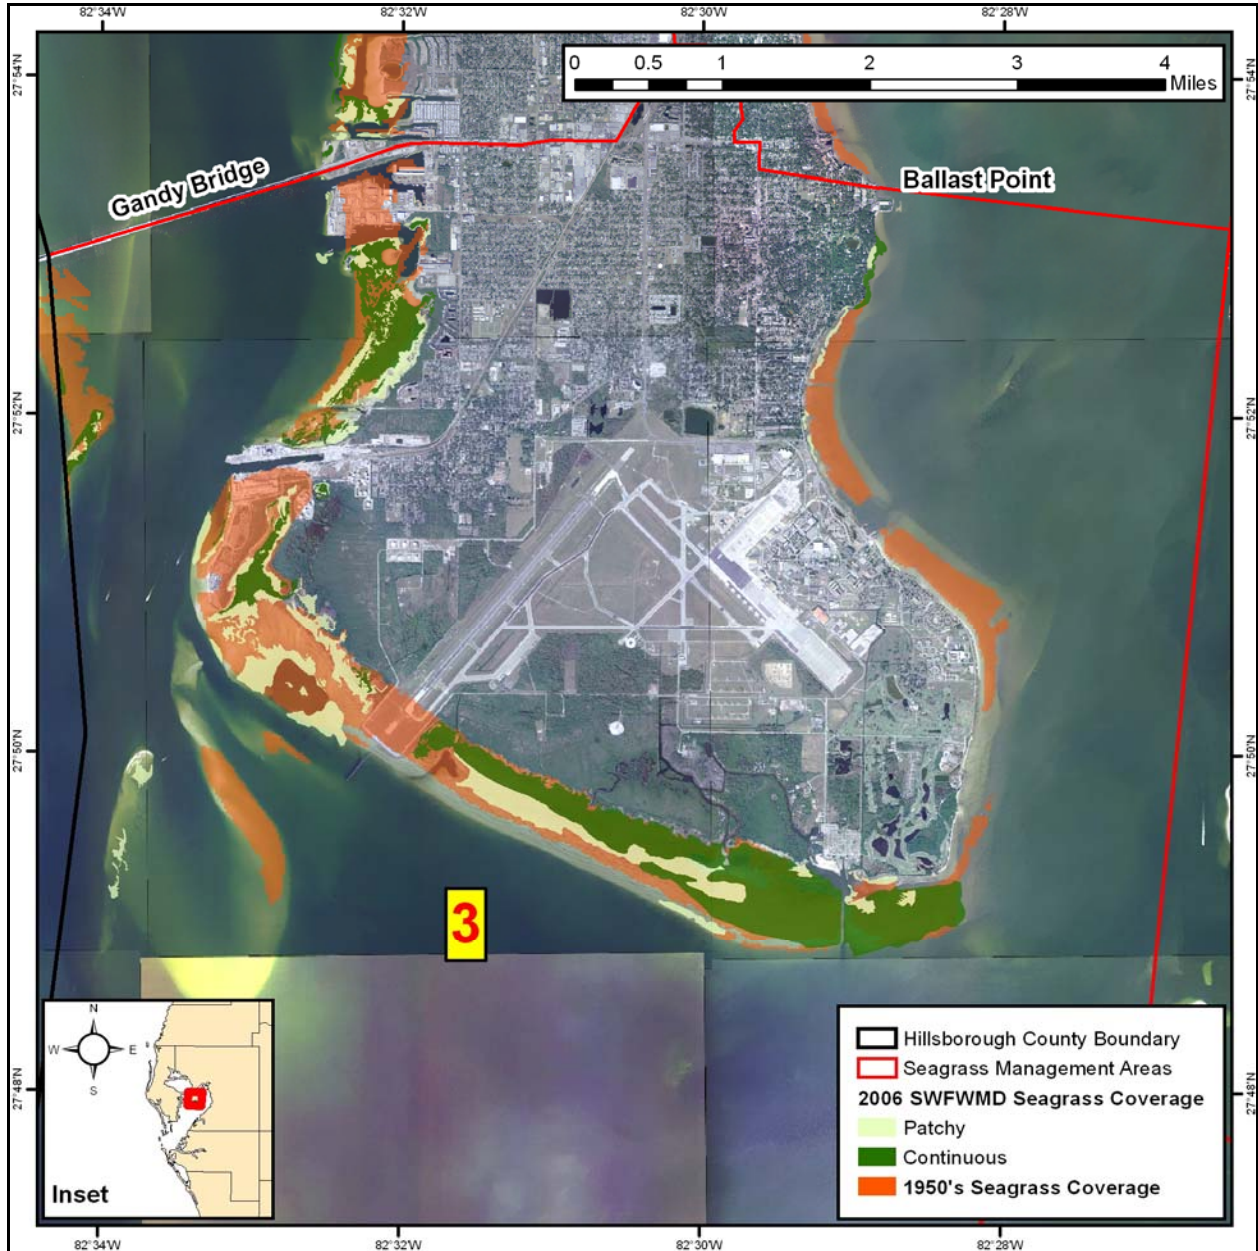 82°34'W 82°32'W 82°30'W 82°28'W
27°54'N 27°54'N
0 0.5 1 2 3 4
Miles
Gandy Bridge
Ballast Point
27°52'N 27°52'N
27°50'N 27°50'N
3
N
W E
S
Inset
Hillsborough County Boundary
Seagrass Management Areas
2006 SWFWMD Seagrass Coverage
Patchy
Continuous
1950's Seagrass Coverage
27°48'N 27°48'N
82°34'W 82°32'W 82°30'W 82°28'W